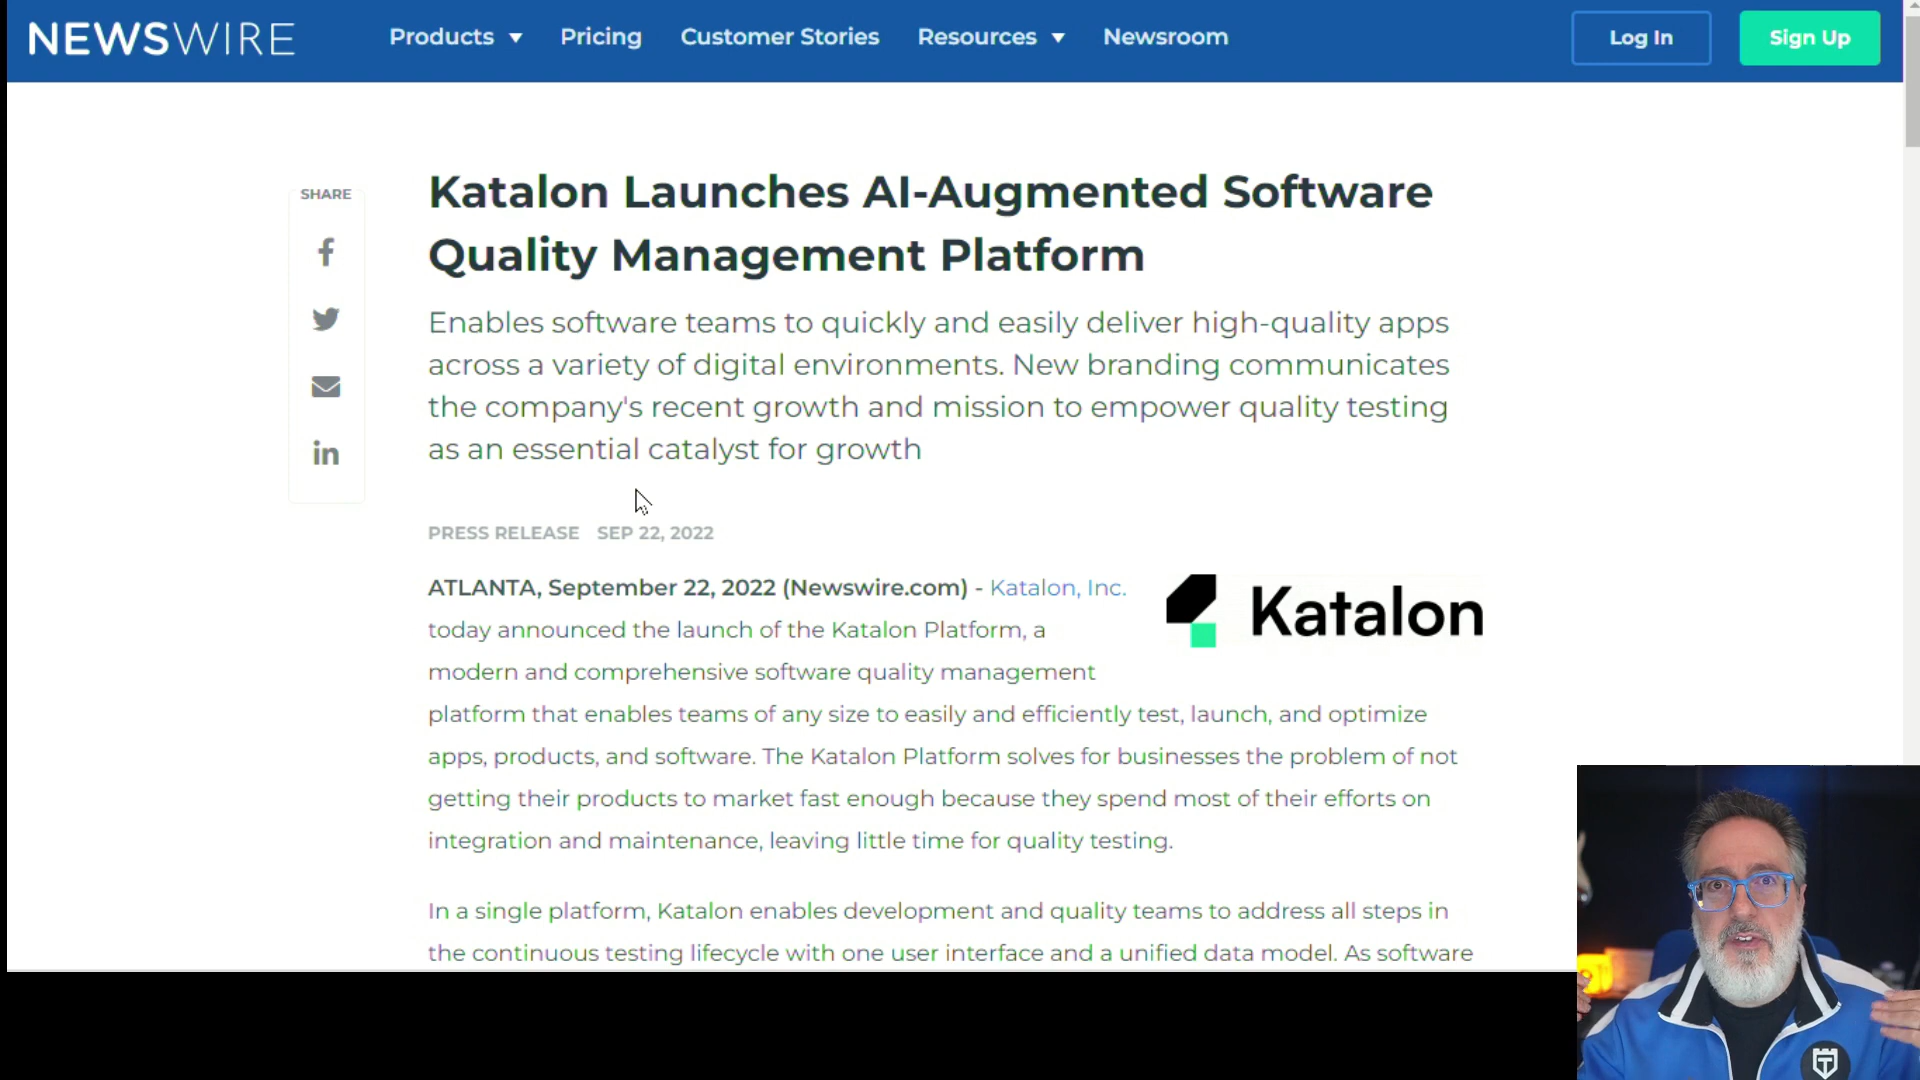 NEWSWIRE
Products
Pricing
Customer Stories
Resources
Newsroom
Log In
Sign Up
SHARE
Katalon Launches AI-Augmented Software
Quality Management Platform
Enables software teams to quickly and easily deliver high-quality apps
across a variety of digital environments. New branding communicates
the company's recent growth and mission to empower quality testing
as an essential catalyst for growth
PRESS RELEASE SEP 22, 2022
ATLANTA, September 22, 2022 (Newswire.com) - Katalon, Inc.
today announced the launch of the Katalon Platform, a
modern and comprehensive software quality management
platform that enables teams of any size to easily and efficiently test, launch, and optimize
apps, products, and software. The Katalon Platform solves for businesses the problem of not
getting their products to market fast enough because they spend most of their efforts on
integration and maintenance, leaving little time for quality testing.
Katalon
In a single platform, Katalon enables development and quality teams to address all steps in
the continuous testing lifecycle with one user interface and a unified data model. As software